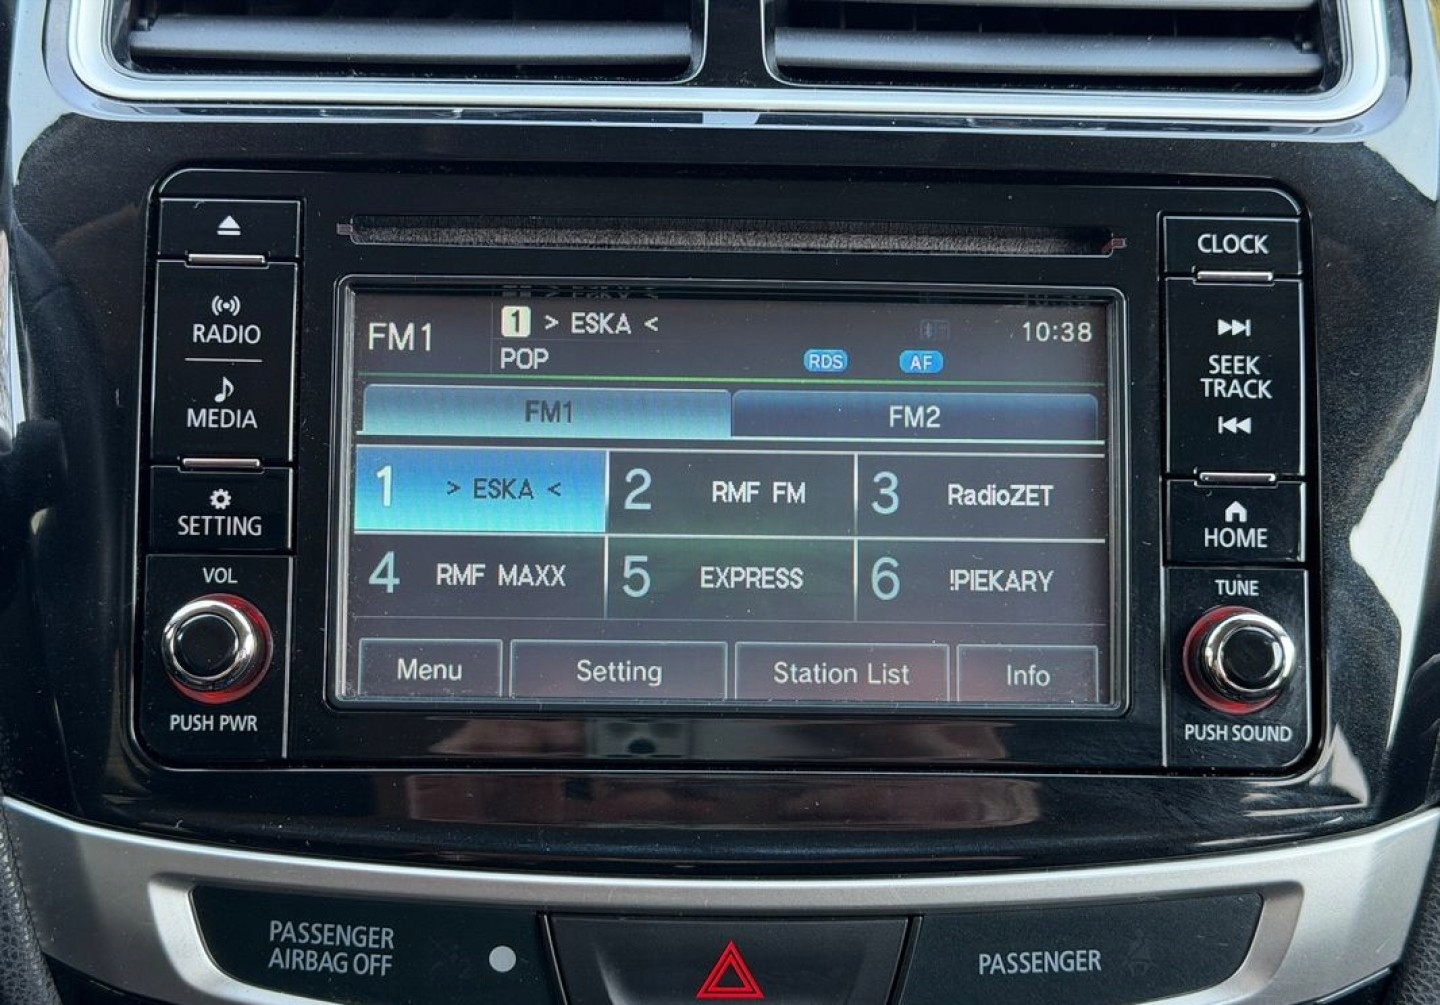 CLOCK
RADIO
MEDIA
SETTING
VOL
PUSH PWR
FM1
1 > ESKA <
10:38
POP
RDS
AF
FM1
FM2
1 > ESKA <
2 RMF FM
3 RadioZET
4 RMF MAXX
5 EXPRESS
6 !PIEKARY
Menu
Setting
Station List
Info
SEEK
TRACK
HOME
TUNE
PUSH SOUND
PASSENGER
AIRBAG OFF
PASSENGER